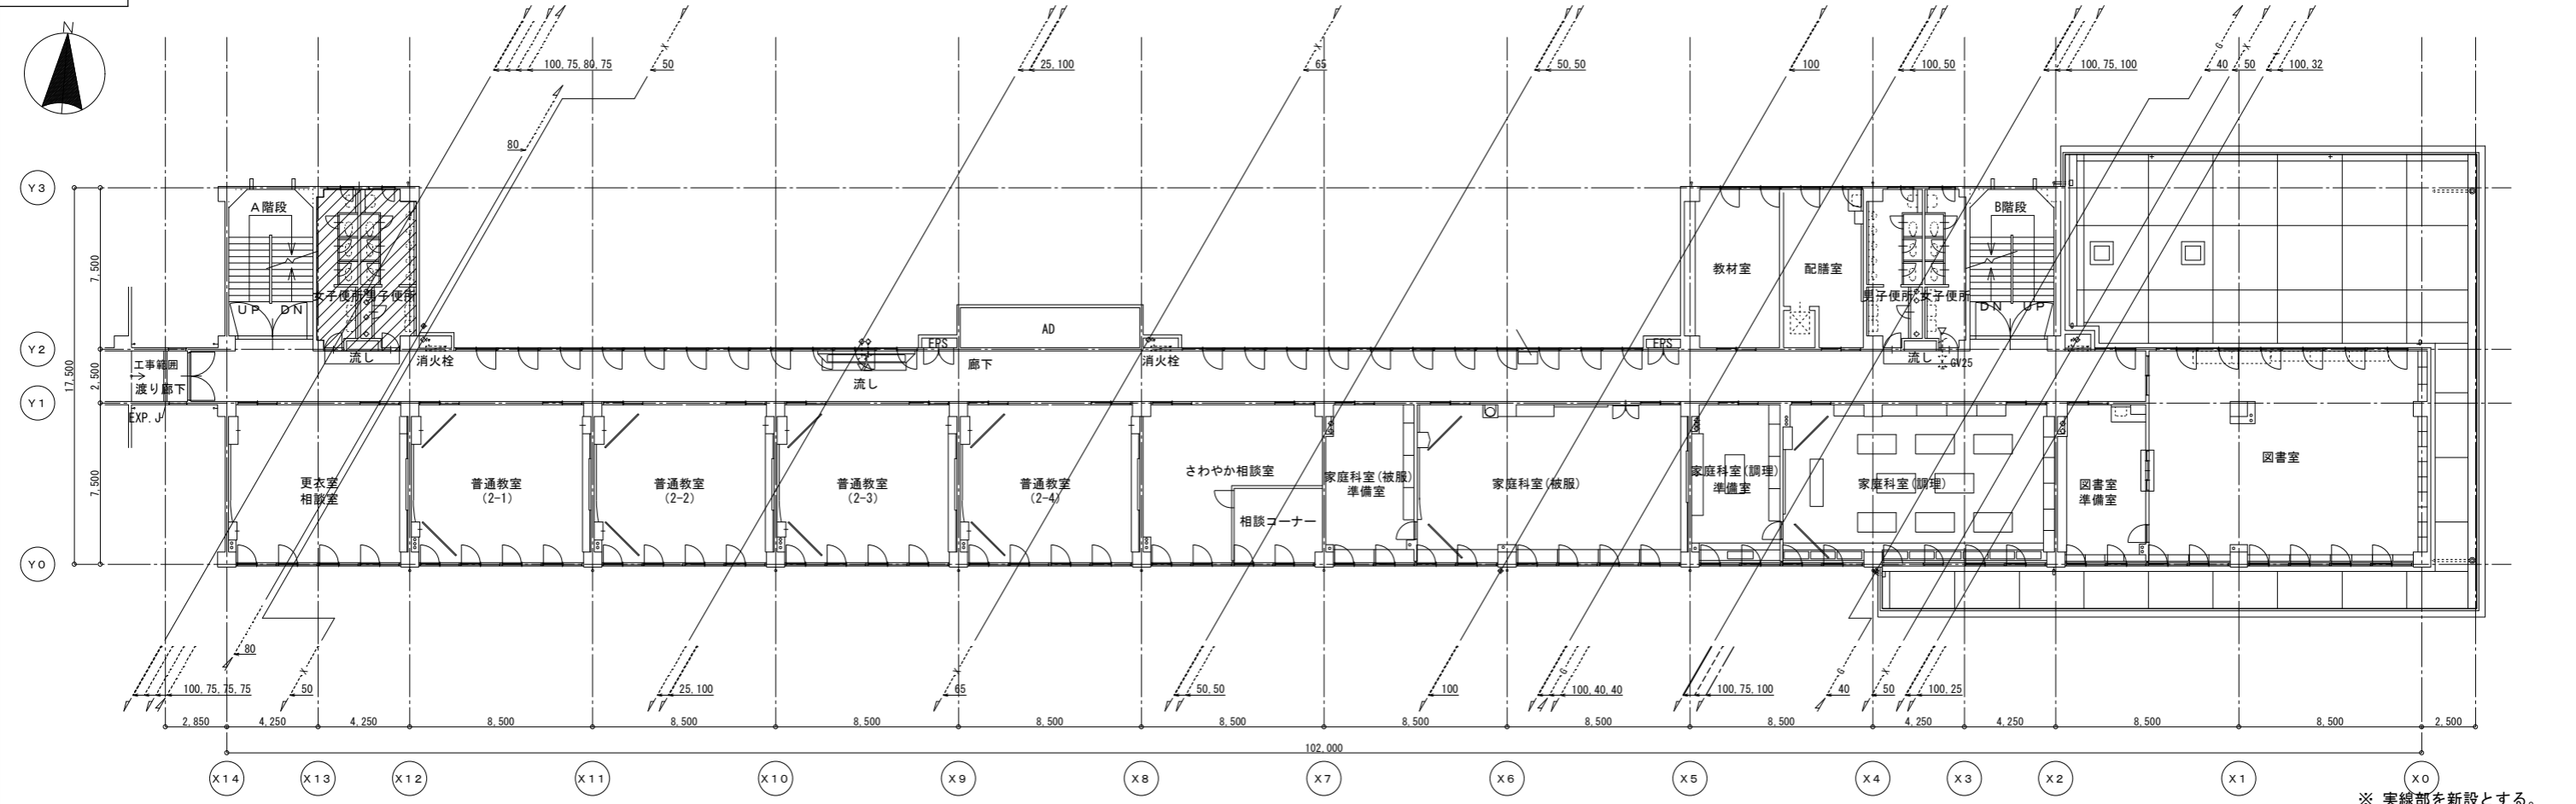 N
100,75,80,75
X
50
25,100
X
65
50,50
100
100,50
100,75,100
G
40
X
50
100,32
80
Y3
A階段
B階段
7,500
教材室
配膳室
女子便所
男子便所
男子便所
女子便所
UP
DN
DN
UP
AD
Y2
工事範囲
流し
消火栓
EPS
廊下
消火栓
EPS
流し
GV25
17,500
2,500
渡り廊下
流し
Y1
EXP.J
7,500
更衣室
相談室
普通教室
(2-1)
普通教室
(2-2)
普通教室
(2-3)
普通教室
(2-4)
さわやか相談室
相談コーナー
家庭科室(被服)
準備室
家庭科室(被服)
家庭科室(調理)
準備室
家庭科室(調理)
図書室
準備室
図書室
Y0
80
100,75,75,75
X
50
25,100
X
65
50,50
100
G
100,40,40
100,75,100
G
40
X
50
100,25
2,850
4,250
4,250
8,500
8,500
8,500
8,500
8,500
8,500
8,500
8,500
4,250
4,250
8,500
8,500
2,500
102,000
X14
X13
X12
X11
X10
X9
X8
X7
X6
X5
X4
X3
X2
X1
X0
※ 実線部を新設とする。